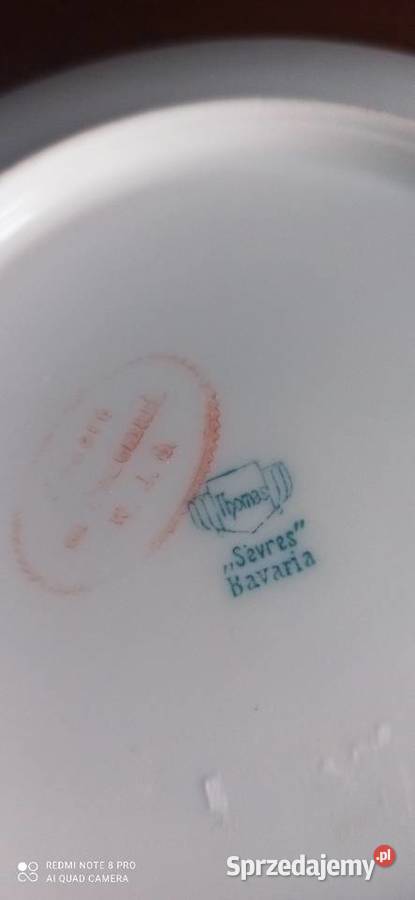 Thomas
„Sevres"
Bavaria
REDMI NOTE 8 PRO
AI QUAD CAMERA
Sprzedajemy.pl